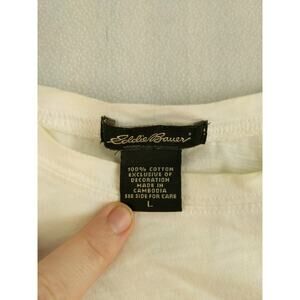 Eddie Bauer®
100% COTTON
EXCLUSIVE OF
DECORATION
MADE IN
CAMBODIA
SEE SIDE FOR CARE
L